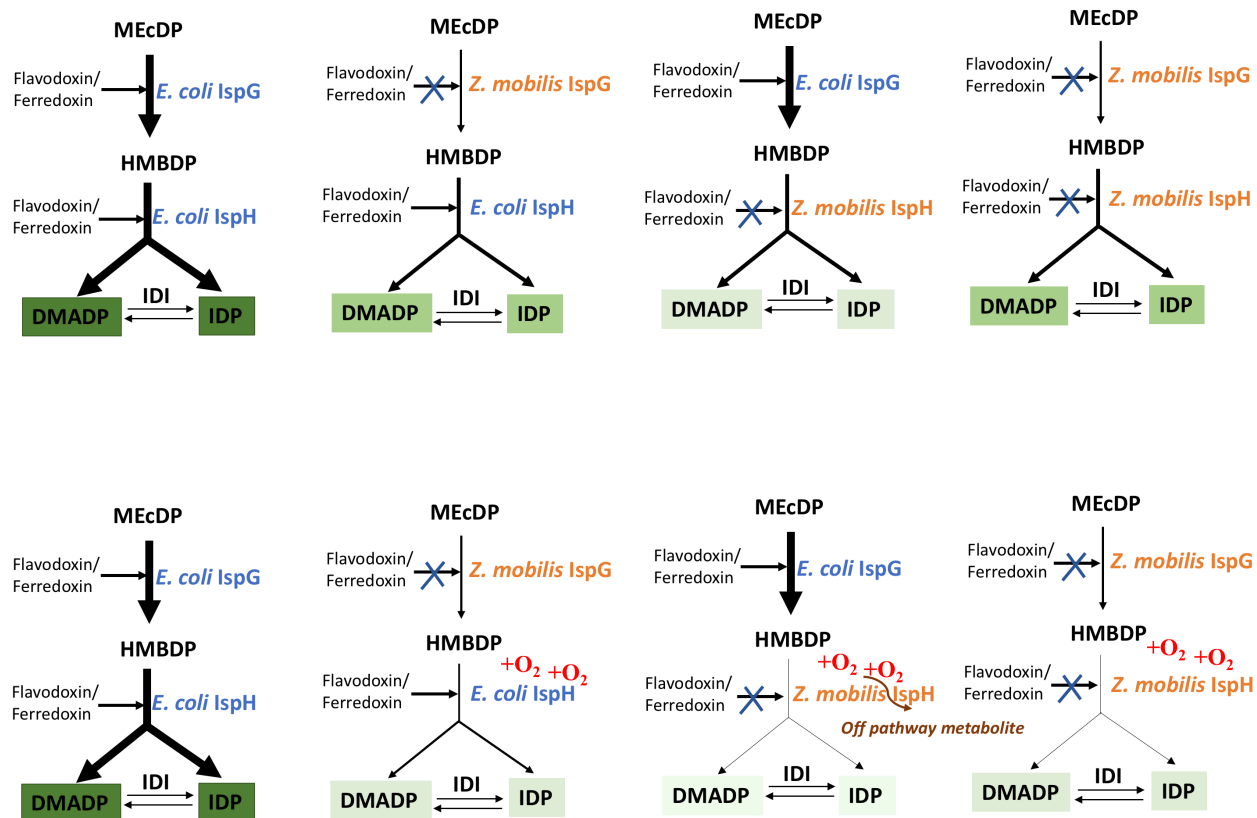 MEcDP
Flavodoxin/
Ferredoxin
E. coli IspG
HMBDP
Flavodoxin/
Ferredoxin
E. coli IspH
DMADP
IDI
IDP
MEcDP
Flavodoxin/
Ferredoxin
Z. mobilis IspG
HMBDP
Flavodoxin/
Ferredoxin
E. coli IspH
DMADP
IDI
IDP
MEcDP
Flavodoxin/
Ferredoxin
E. coli IspG
HMBDP
Flavodoxin/
Ferredoxin
Z. mobilis IspH
DMADP
IDI
IDP
MEcDP
Flavodoxin/
Ferredoxin
Z. mobilis IspG
HMBDP
Flavodoxin/
Ferredoxin
Z. mobilis IspH
DMADP
IDI
IDP
MEcDP
Flavodoxin/
Ferredoxin
E. coli IspG
HMBDP
Flavodoxin/
Ferredoxin
E. coli IspH
DMADP
IDI
IDP
MEcDP
Flavodoxin/
Ferredoxin
Z. mobilis IspG
HMBDP
+O2 +O2
Flavodoxin/
Ferredoxin
E. coli IspH
DMADP
IDI
IDP
MEcDP
Flavodoxin/
Ferredoxin
E. coli IspG
HMBDP
+O2 +O2
Flavodoxin/
Ferredoxin
Z. mobilis IspH
Off pathway metabolite
DMADP
IDI
IDP
MEcDP
Flavodoxin/
Ferredoxin
Z. mobilis IspG
HMBDP
+O2 +O2
Flavodoxin/
Ferredoxin
Z. mobilis IspH
DMADP
IDI
IDP